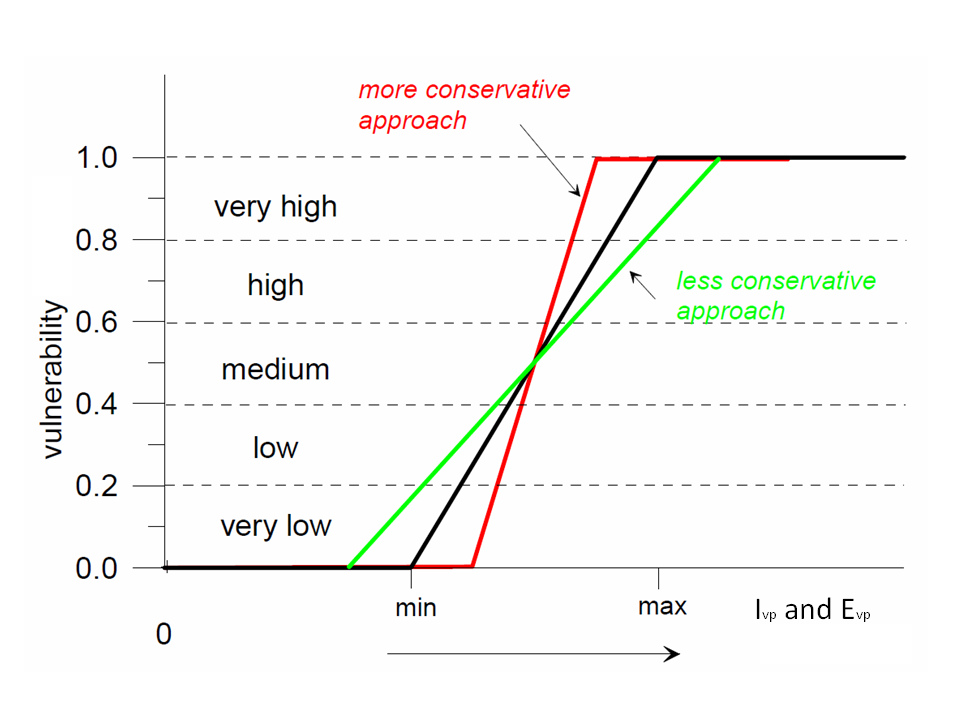 more conservative
approach
1.0
very high
0.8
high
less conservative
approach
0.6
vulnerability
medium
0.4
low
0.2
very low
0.0
min
max
Ivp and Evp
0